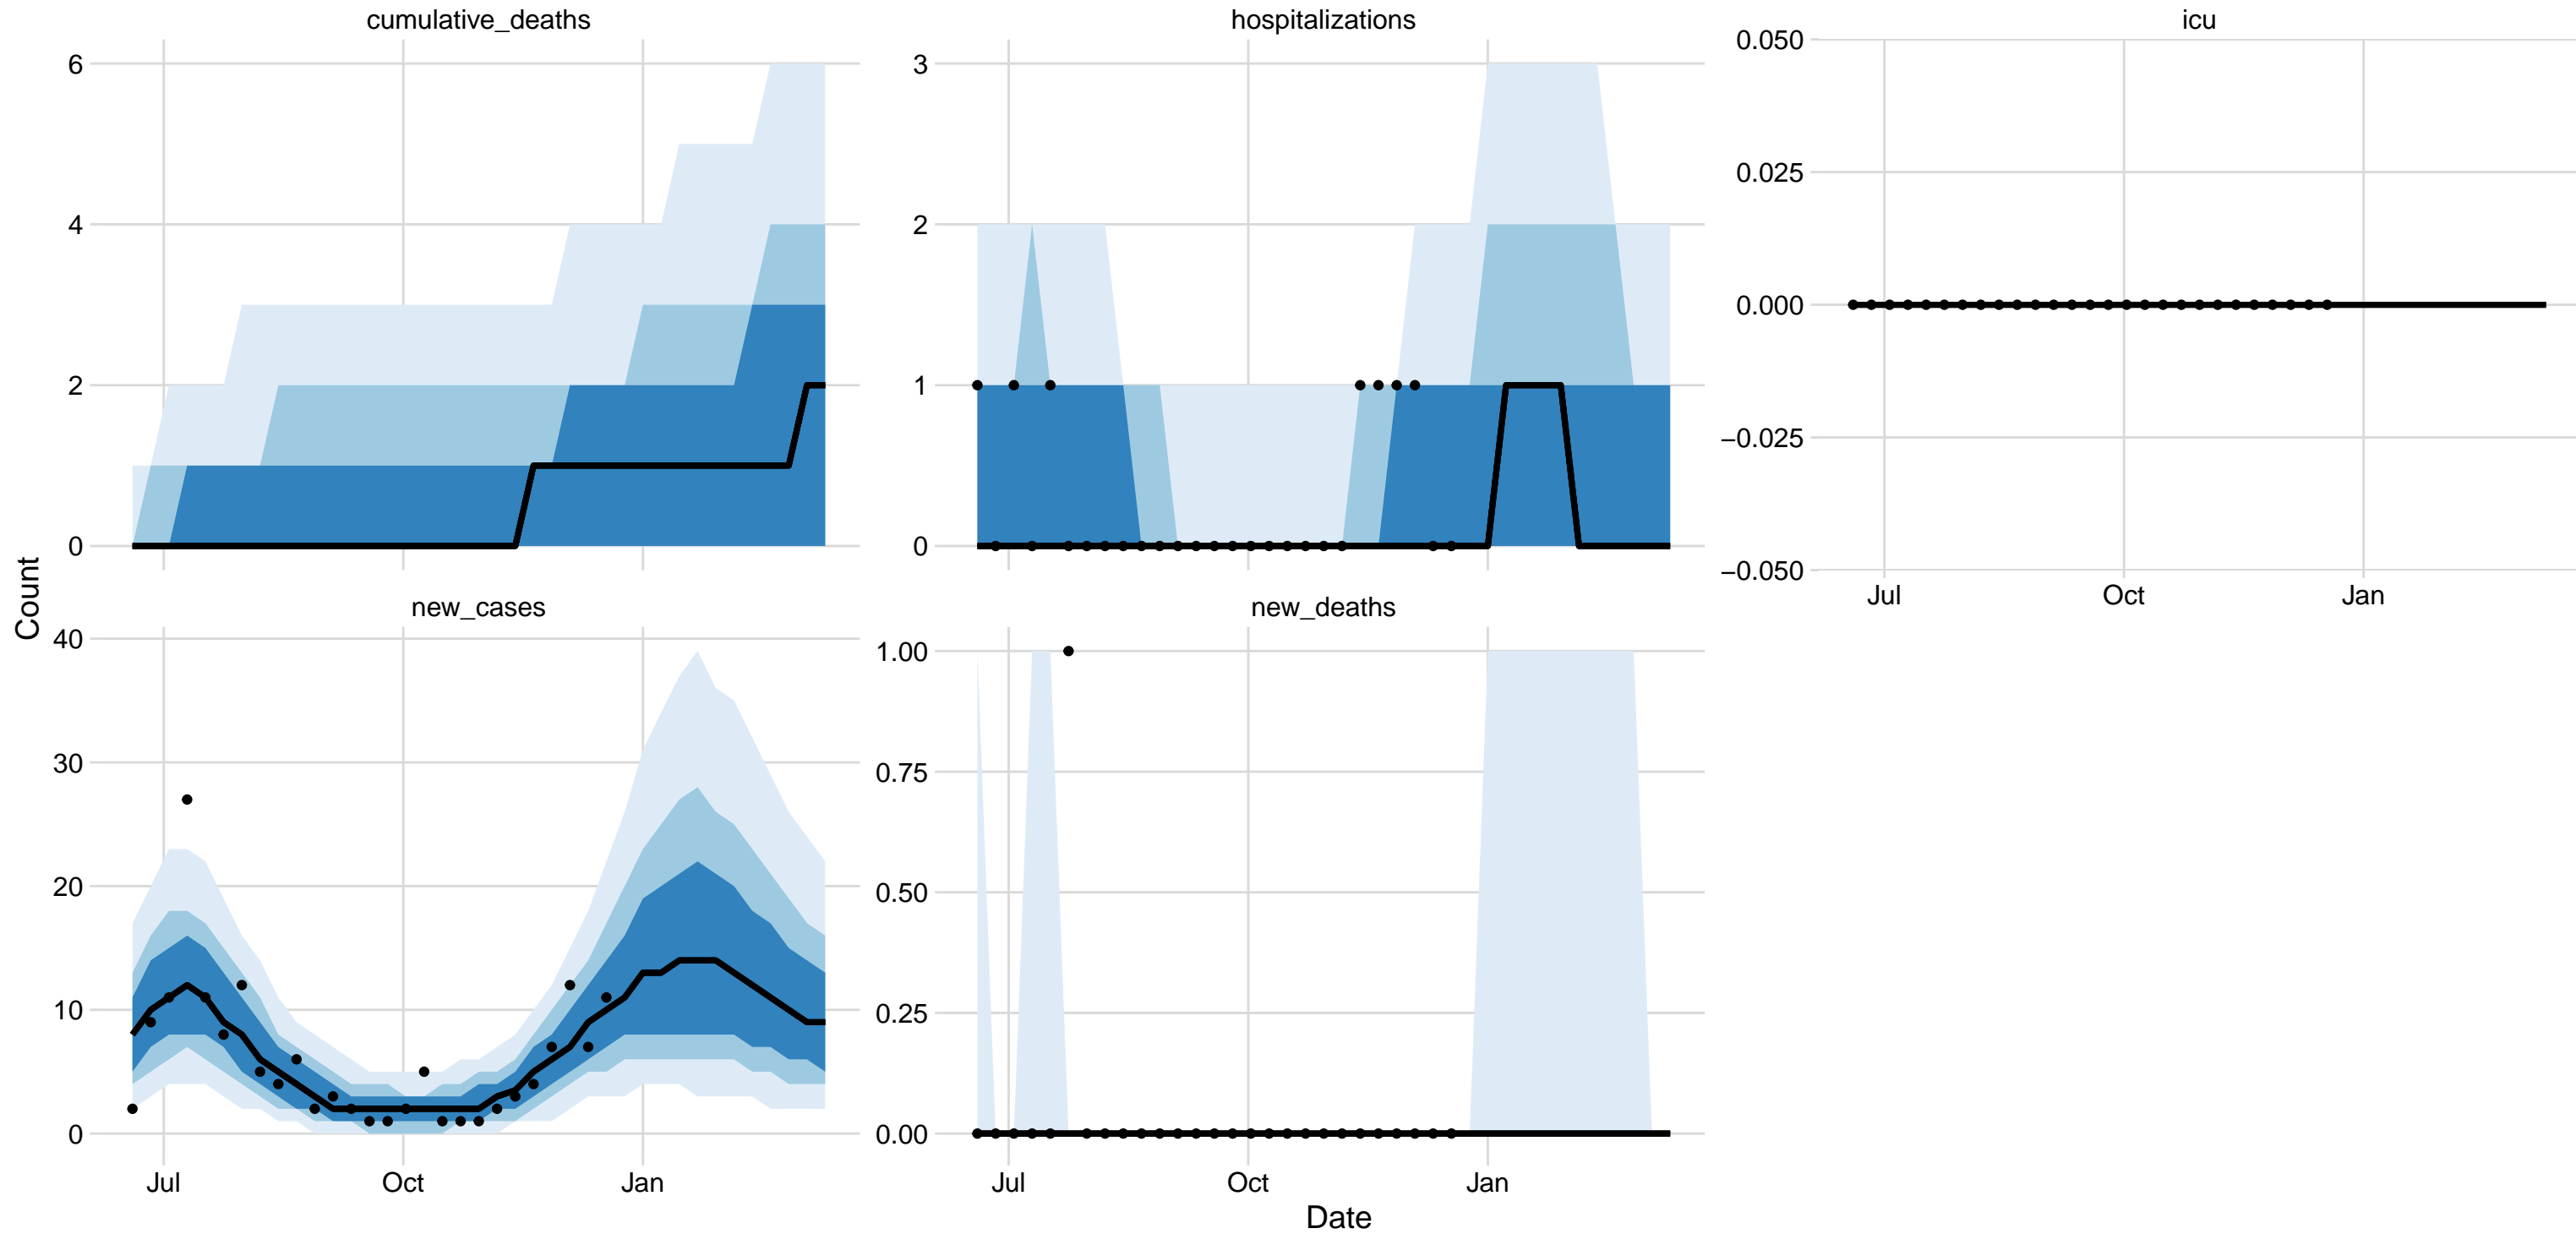 cumulative_deaths
hospitalizations
icu
6
4
2
0
3
2
1
0
0.050
0.025
0.000
−0.025
−0.050
Jul Oct Jan
Count
new_cases
new_deaths
40
30
20
10
0
1.00
0.75
0.50
0.25
0.00
Jul Oct Jan
Jul Oct Jan
Date